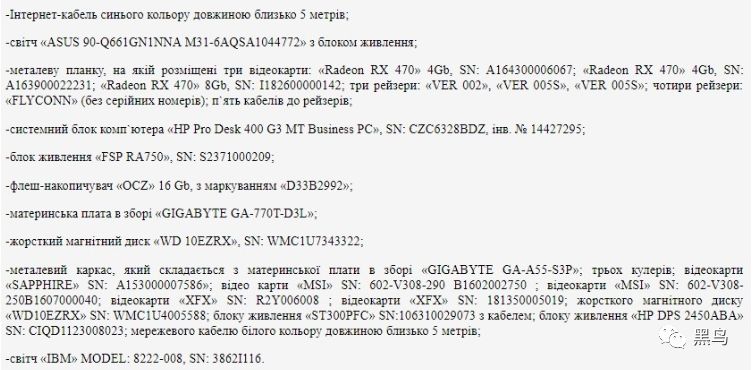 -Інтернет-кабель синього кольору довжиною близько 5 метрів;
-світч «ASUS 90-Q661GN1NNA M31-6AQSA1044772» з блоком живлення;
-металеву планку, на якій розміщені три відеокарти: «Radeon RX 470» 4Gb, SN: A164300006067; «Radeon RX 470» 4Gb, SN:
A163900022231; «Radeon RX 470» 8Gb, SN: I182600000142; три рейзери: «VER 002», «VER 005S», «VER 005S»; чотири рейзери:
«FLYCONN» (без серійних номерів); п`ять кабелів до рейзерів;
-системний блок комп`ютера «HP Pro Desk 400 G3 MT Business PC», SN: CZC6328BDZ, інв. № 14427295;
-блок живлення «FSP RA750», SN: S2371000209;
-флеш-накопичувач «OCZ» 16 Gb, з маркуванням «D33B2992»;
-материнська плата в зборі «GIGABYTE GA-770T-D3L»;
-жорсткий магнітний диск «WD 10EZRX», SN: WMC1U7343322;
-металевий каркас, який складається з материнської плати в зборі «GIGABYTE GA-A55-S3P»; трьох кулерів; відеокарти
«SAPPHIRE» SN: A153000007586»; відео карти «MSI» SN: 602-V308-290 B1602002750 ; відеокарти «MSI» SN: 602-V308-
250B1607000040; відеокарти «XFX» SN: R2Y006008 ; відеокарти «XFX» SN: 181350005019; жорсткого магнітного диску
«WD10EZRX» SN: WMC1U4005588; блоку живлення «ST300PFC» SN:106310029073 з кабелем; блоку живлення «HP DPS 2450ABA»
SN: CIQD1123008023; мережевого кабелю білого кольору довжиною близько 5 метрів;
-світч «IBM» MODEL: 8222-008, SN: 3862I116.
黑鸟